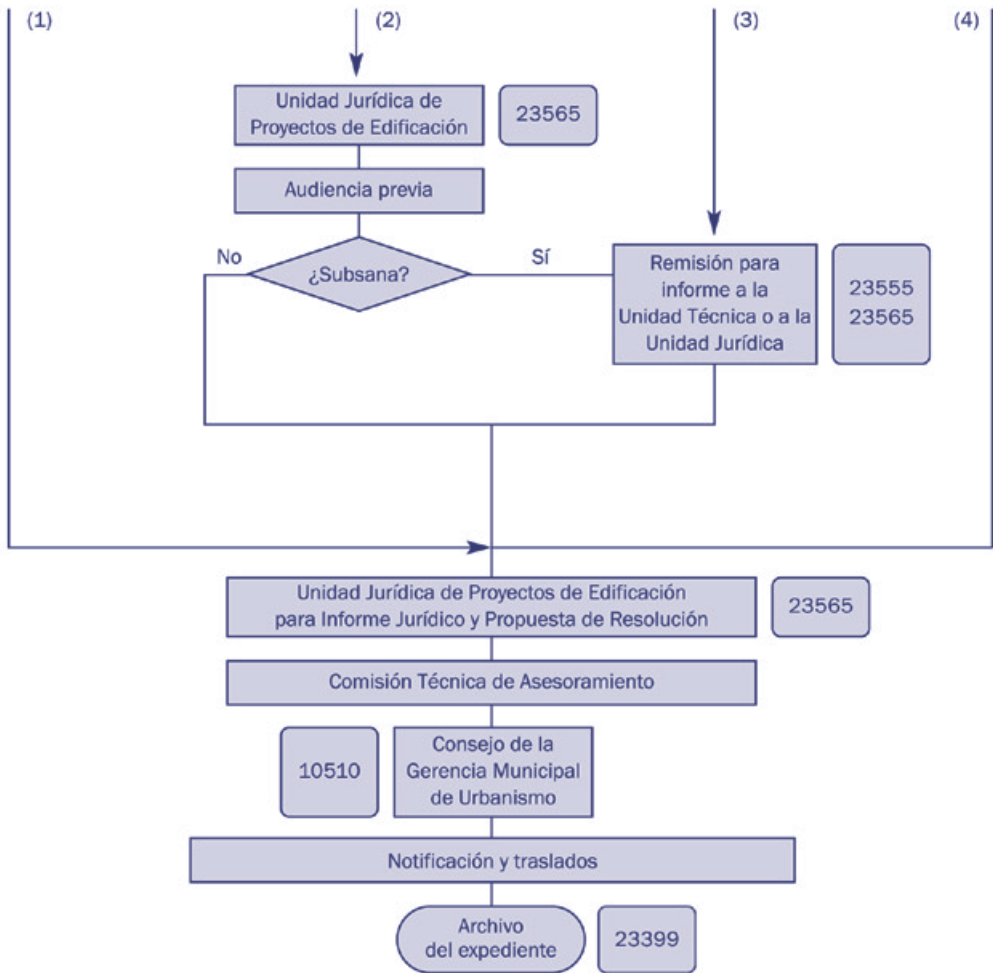 (1)
(2)
(3)
(4)
Unidad Jurídica de
Proyectos de Edificación
23565
Audiencia previa
No
¿Subsana?
Sí
Remisión para
informe a la
Unidad Técnica o a la
Unidad Jurídica
23555
23565
Unidad Jurídica de Proyectos de Edificación
para Informe Jurídico y Propuesta de Resolución
23565
Comisión Técnica de Asesoramiento
10510
Consejo de la
Gerencia Municipal
de Urbanismo
Notificación y traslados
Archivo
del expediente
23399